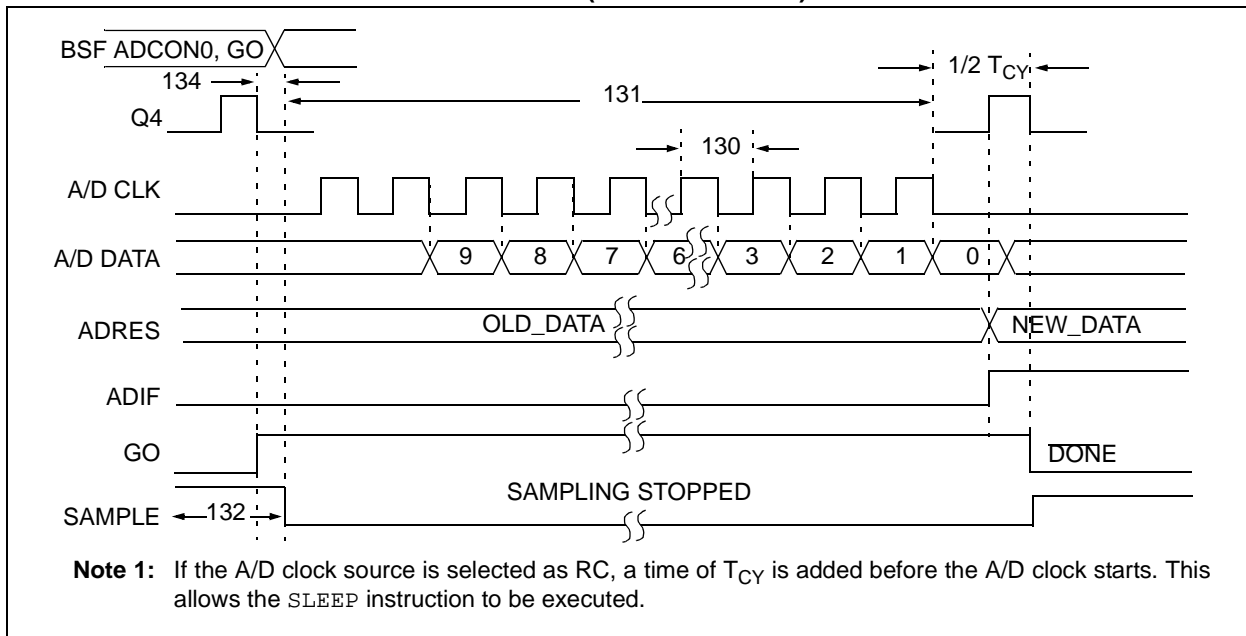 BSF ADCON0, GO
134
1/2 TCY
131
Q4
130
A/D CLK
A/D DATA
9 8 7 6 3 2 1 0
ADRES
OLD_DATA
NEW_DATA
ADIF
GO
DONE
SAMPLING STOPPED
SAMPLE
132
Note 1: If the A/D clock source is selected as RC, a time of TCY is added before the A/D clock starts. This
allows the SLEEP instruction to be executed.